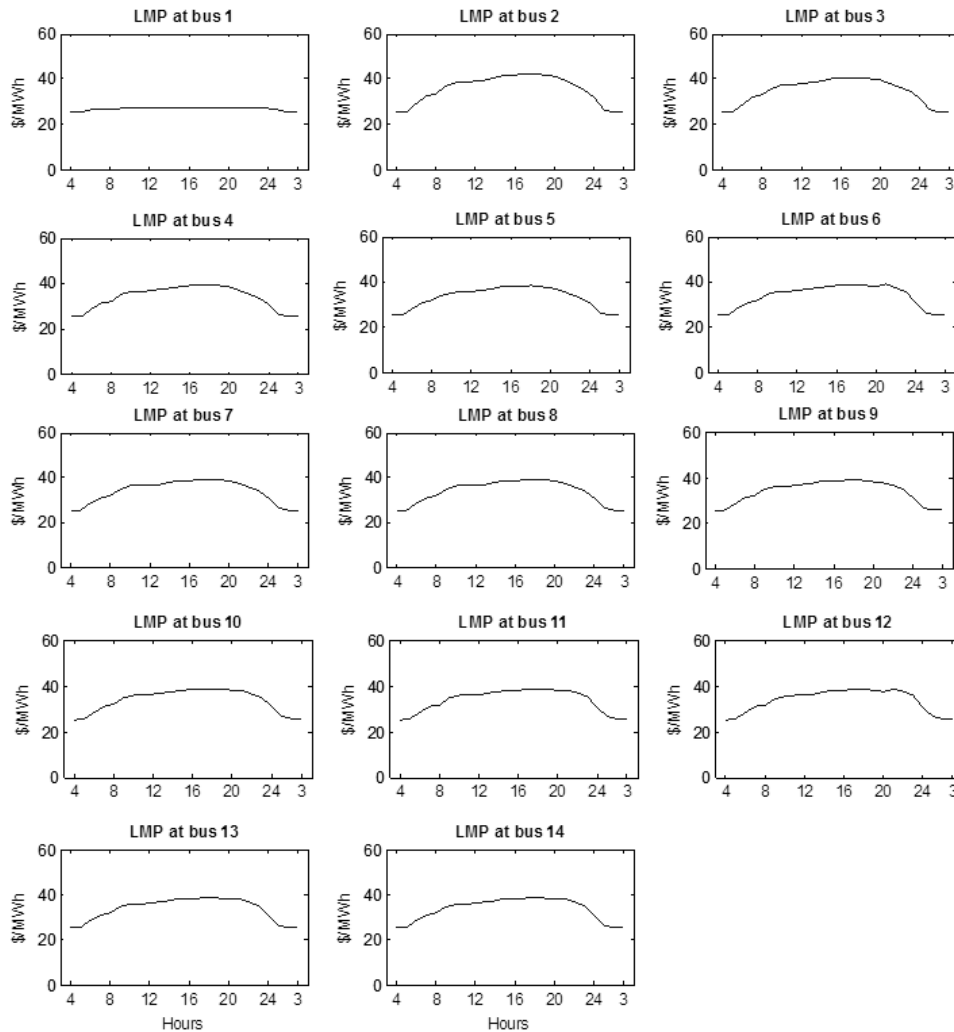 LMP at bus 1
LMP at bus 2
LMP at bus 3
60
40
20
0
$/MWh
4 8 12 16 20 24 3
60
40
20
0
$/MWh
4 8 12 16 20 24 3
60
40
20
0
$/MWh
4 8 12 16 20 24 3
LMP at bus 4
LMP at bus 5
LMP at bus 6
60
40
20
0
$/MWh
4 8 12 16 20 24 3
60
40
20
0
$/MWh
4 8 12 16 20 24 3
60
40
20
0
$/MWh
4 8 12 16 20 24 3
LMP at bus 7
LMP at bus 8
LMP at bus 9
60
40
20
0
$/MWh
4 8 12 16 20 24 3
60
40
20
0
$/MWh
4 8 12 16 20 24 3
60
40
20
0
$/MWh
4 8 12 16 20 24 3
LMP at bus 10
LMP at bus 11
LMP at bus 12
60
40
20
0
$/MWh
4 8 12 16 20 24 3
60
40
20
0
$/MWh
4 8 12 16 20 24 3
60
40
20
0
$/MWh
4 8 12 16 20 24 3
LMP at bus 13
LMP at bus 14
60
40
20
0
$/MWh
4 8 12 16 20 24 3
Hours
60
40
20
0
$/MWh
4 8 12 16 20 24 3
Hours